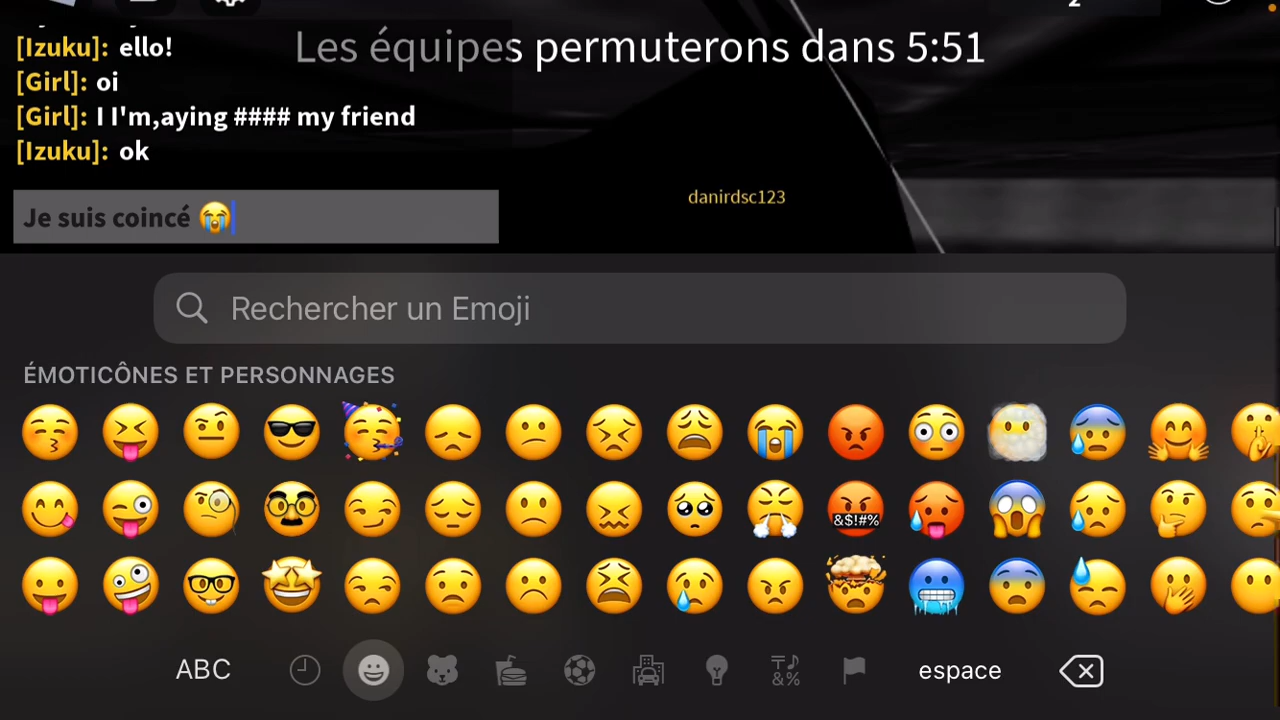 [Izuku]: ello!
Les équipes permuterons dans 5:51
[Girl]: oi
[Girl]: I I'm,aying #### my friend
[Izuku]: ok
danirdsc123
Je suis coincé 😭
Rechercher un Emoji
ÉMOTICÔNES ET PERSONNAGES
&$!#%
ABC
espace